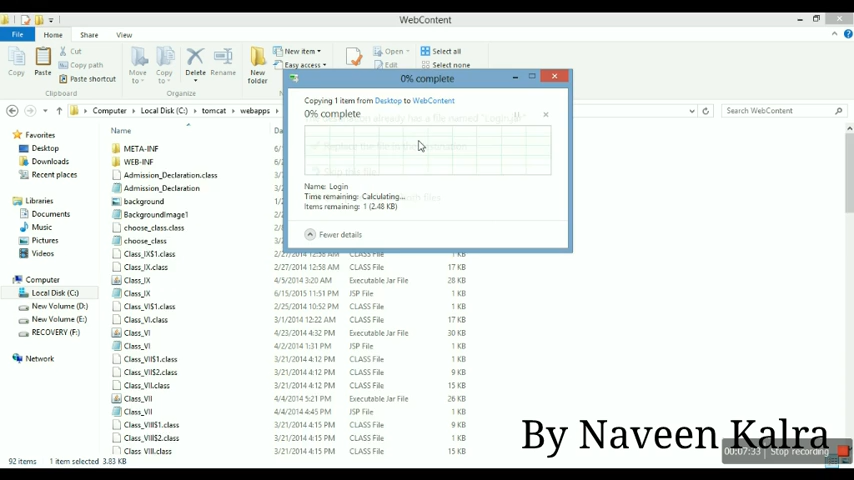 WebContent
File Home Share View
Copy Paste Cut Copy path Paste shortcut
Move to Copy to Delete Rename New folder
New item Easy access Open Edit Select all Select none
Clipboard Organize
Computer Local Disk (C:) tomcat webapps
Search WebContent
0% complete
Copying 1 item from Desktop to WebContent
0% complete
Name: Login
Time remaining: Calculating...
Items remaining: 1 (2.48 KB)
Fewer details
Favorites
Desktop
Downloads
Recent places
Libraries
Documents
Music
Pictures
Videos
Computer
Local Disk (C:)
New Volume (D:)
New Volume (E:)
RECOVERY (F:)
Network
Name
META-INF
WEB-INF
Admission_Declaration.class
Admission_Declaration
background
BackgroundImage1
choose_class.class
choose_class
Class_IX$1.class 2/27/2014 12:58 AM CLASS File 1 KB
Class_IX.class 2/27/2014 12:58 AM CLASS File 17 KB
Class_IX 4/5/2014 3:20 AM Executable Jar File 28 KB
Class_IX 6/15/2015 11:51 PM JSP File 1 KB
Class_VI$1.class 2/25/2014 10:52 PM CLASS File 1 KB
Class_VI.class 3/1/2014 12:22 AM CLASS File 17 KB
Class_VI 4/23/2014 4:32 PM Executable Jar File 30 KB
Class_VI 4/2/2014 1:31 PM JSP File 1 KB
Class_VII$1.class 3/21/2014 4:12 PM CLASS File 1 KB
Class_VII$2.class 3/21/2014 4:12 PM CLASS File 9 KB
Class_VII.class 3/21/2014 4:12 PM CLASS File 15 KB
Class_VII 4/4/2014 5:21 PM Executable Jar File 26 KB
Class_VII 4/4/2014 4:45 PM JSP File 1 KB
Class_VIII$1.class 3/21/2014 4:15 PM CLASS File 9 KB
Class_VIII$2.class 3/21/2014 4:15 PM CLASS File 1 KB
Class_VIII.class 3/21/2014 4:15 PM CLASS File 15 KB
By Naveen Kalra
00:07:33 Stop recording
92 items 1 item selected 3.83 KB